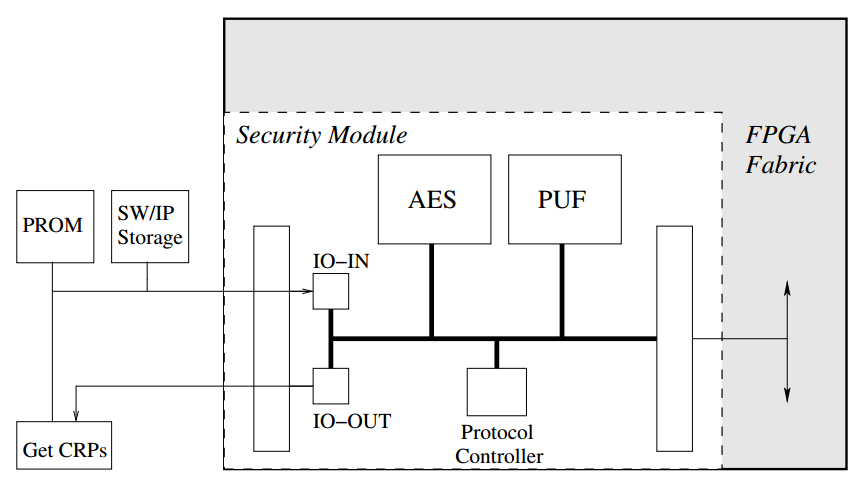 Security Module
FPGA
Fabric
AES
PUF
PROM
SW/IP
Storage
IO–IN
IO–OUT
Protocol
Controller
Get CRPs